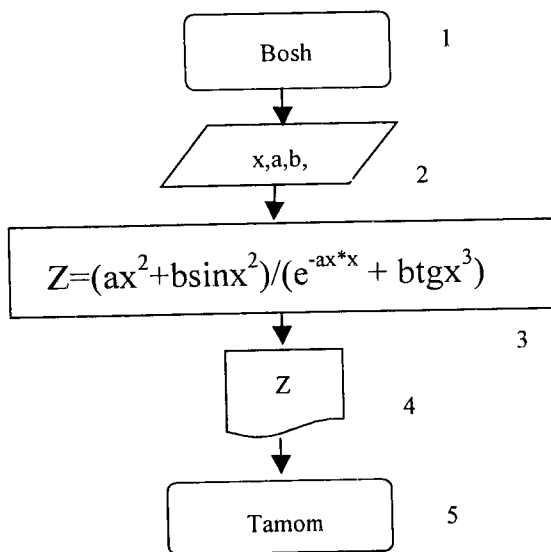 Bosh 1
x,a,b,
2
Z=(ax²+bsinx²)/(e^-ax*x + btgx³)
3
Z
4
Tamom 5